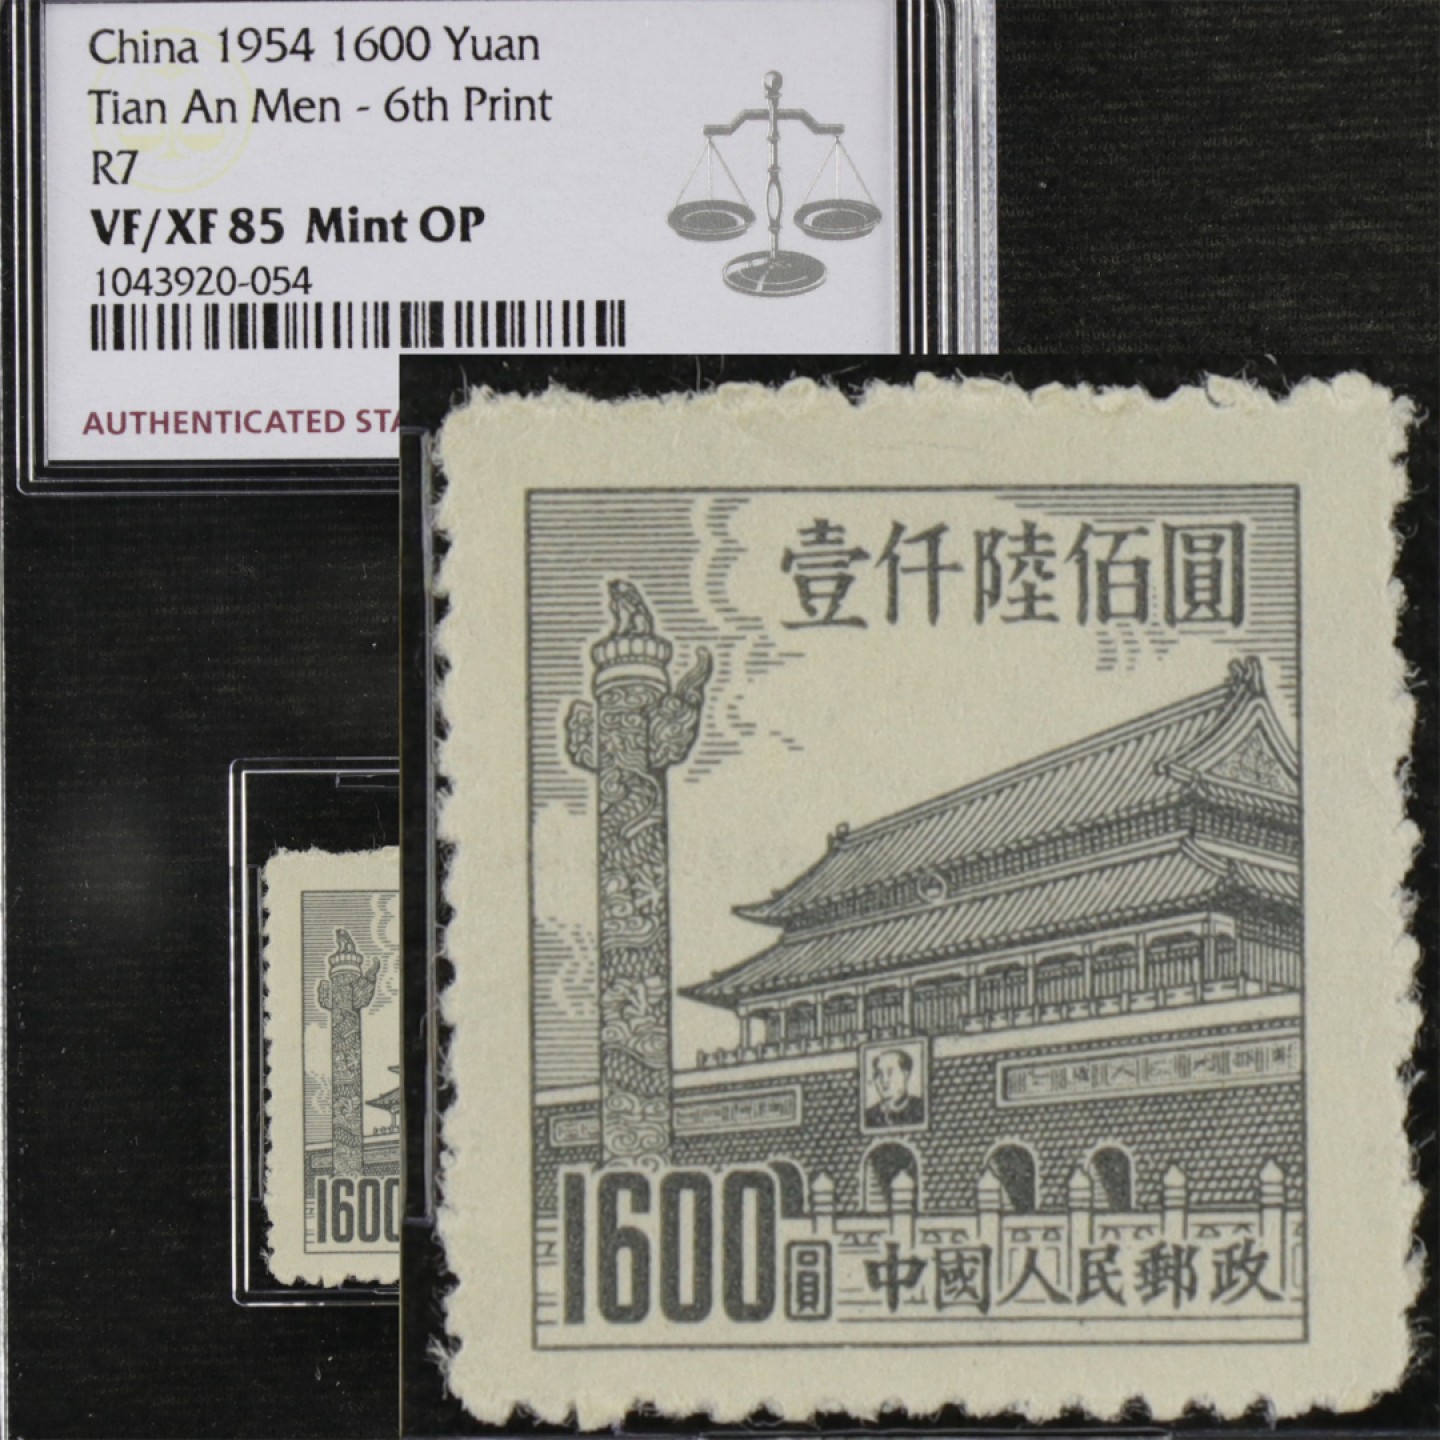 China 1954 1600 Yuan
Tian An Men - 6th Print
R7
VF/XF 85 Mint OP
1043920-054
AUTHENTICATED STA
壹仟陸佰圓
1600圓
中國人民郵政
1600